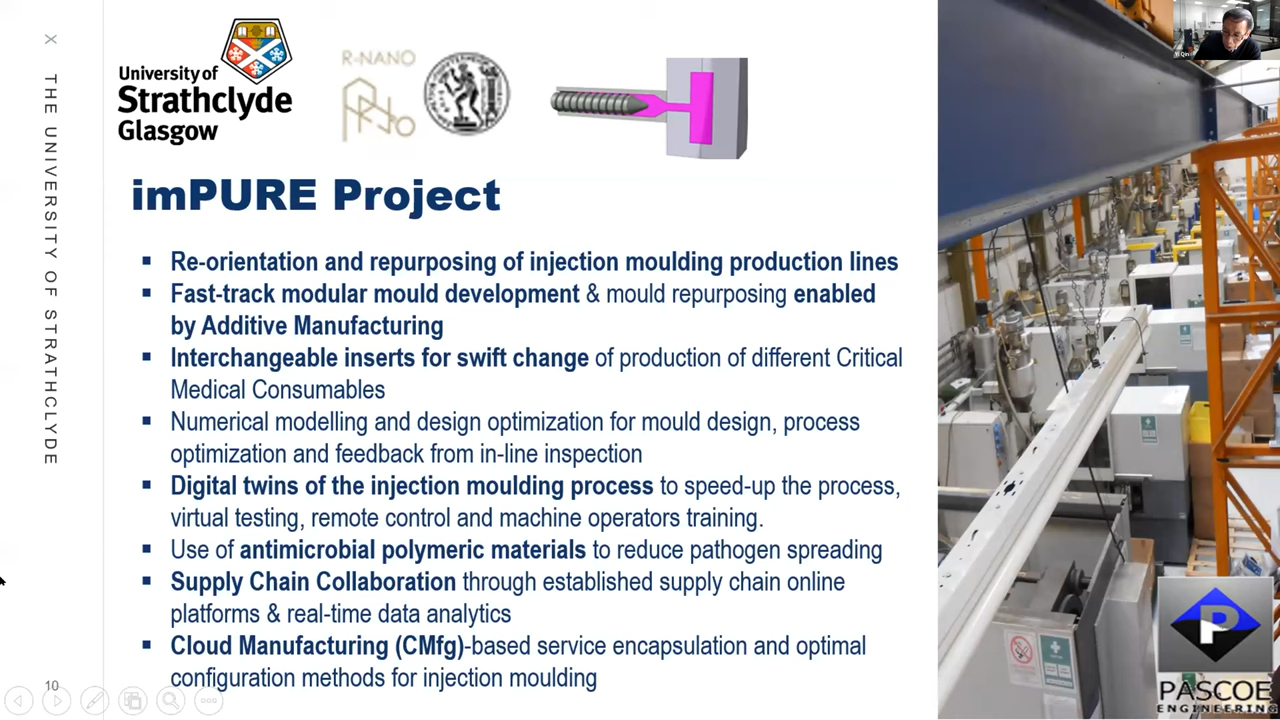 X THE UNIVERSITY OF STRATHCLYDE
University of
Strathclyde
Glasgow
R-NANO
imPURE Project
▪ Re-orientation and repurposing of injection moulding production lines
▪ Fast-track modular mould development & mould repurposing enabled
by Additive Manufacturing
▪ Interchangeable inserts for swift change of production of different Critical
Medical Consumables
▪ Numerical modelling and design optimization for mould design, process
optimization and feedback from in-line inspection
▪ Digital twins of the injection moulding process to speed-up the process,
virtual testing, remote control and machine operators training.
▪ Use of antimicrobial polymeric materials to reduce pathogen spreading
▪ Supply Chain Collaboration through established supply chain online
platforms & real-time data analytics
▪ Cloud Manufacturing (CMfg)-based service encapsulation and optimal
configuration methods for injection moulding
10
Yi Qin
P
PASCOE
ENGINEERING